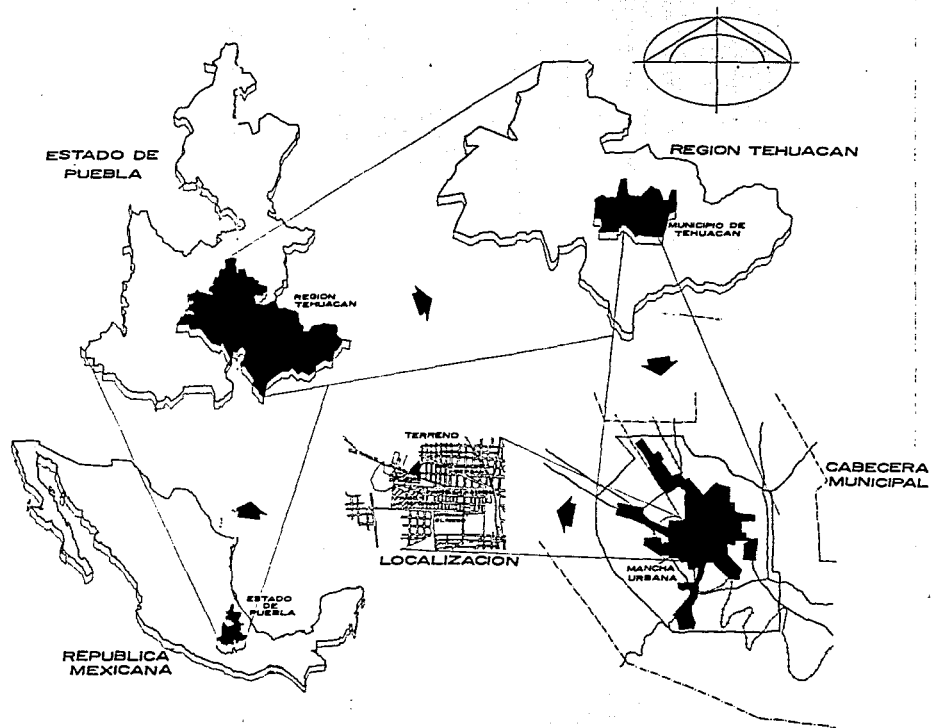 ESTADO DE
PUEBLA
REGION TEHUACAN
MUNICIPIO DE
TEHUACAN
REGION
TEHUACAN
TERRENO
CABECERA
MUNICIPAL
LOCALIZACION
MANCHA
URBANA
ESTADO
DE
PUEBLA
REPUBLICA
MEXICANA